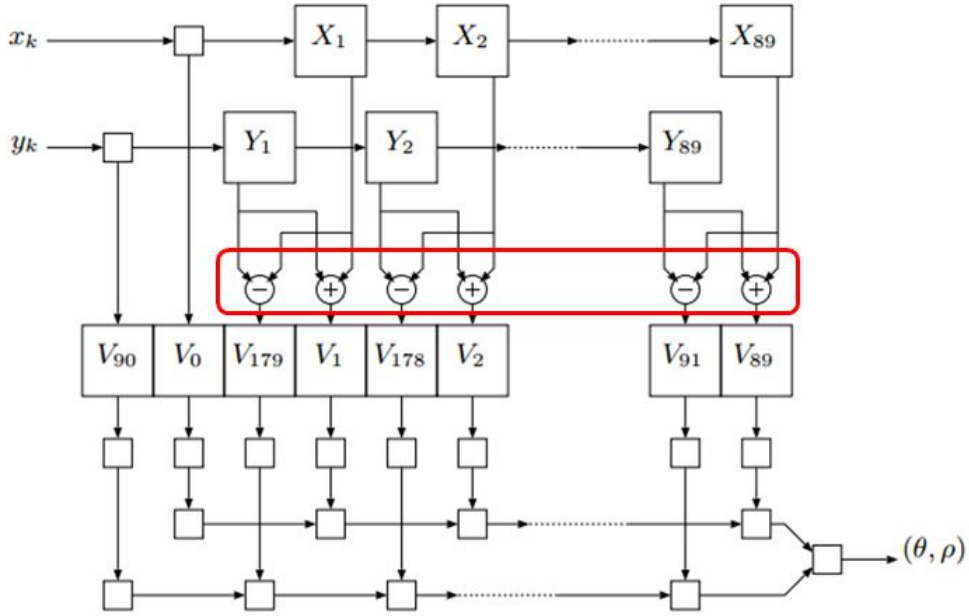 x_k X_1 X_2 X_89
y_k Y_1 Y_2 Y_89
− + − + − +
V_90 V_0 V_179 V_1 V_178 V_2 V_91 V_89
(θ, ρ)